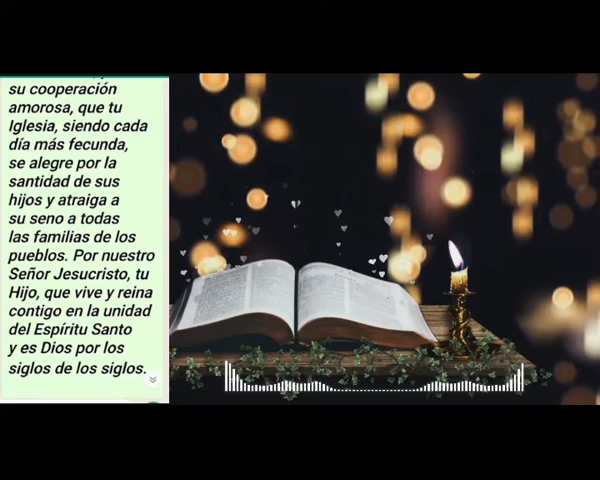 su cooperación
amorosa, que tu
Iglesia, siendo cada
día más fecunda,
se alegre por la
santidad de sus
hijos y atraiga a
su seno a todas
las familias de los
pueblos. Por nuestro
Señor Jesucristo, tu
Hijo, que vive y reina
contigo en la unidad
del Espíritu Santo
y es Dios por los
siglos de los siglos.